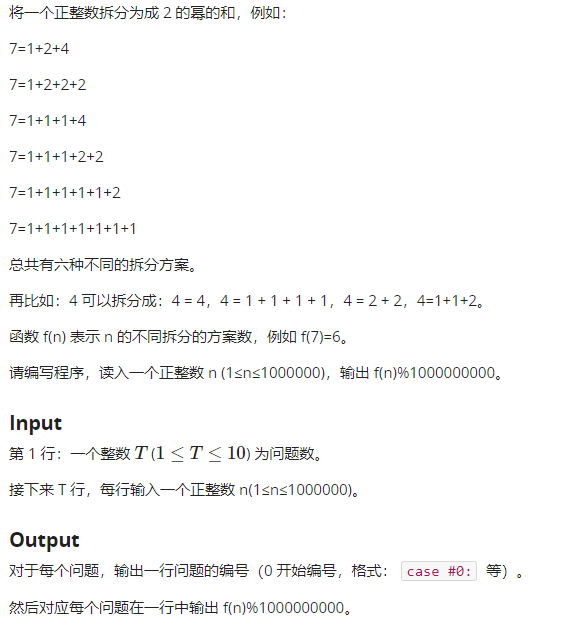 将一个正整数拆分为成 2 的幂的和，例如：
7=1+2+4
7=1+2+2+2
7=1+1+1+4
7=1+1+1+2+2
7=1+1+1+1+1+2
7=1+1+1+1+1+1+1
总共有六种不同的拆分方案。
再比如：4 可以拆分成：4 = 4，4 = 1 + 1 + 1 + 1，4 = 2 + 2，4=1+1+2。
函数 f(n) 表示 n 的不同拆分的方案数，例如 f(7)=6。
请编写程序，读入一个正整数 n (1≤n≤1000000)，输出 f(n)%1000000000。
Input
第 1 行：一个整数 T (1 ≤ T ≤ 10) 为问题数。
接下来 T 行，每行输入一个正整数 n(1≤n≤1000000)。
Output
对于每个问题，输出一行问题的编号（0 开始编号，格式： case #0: 等）。
然后对应每个问题在一行中输出 f(n)%1000000000。